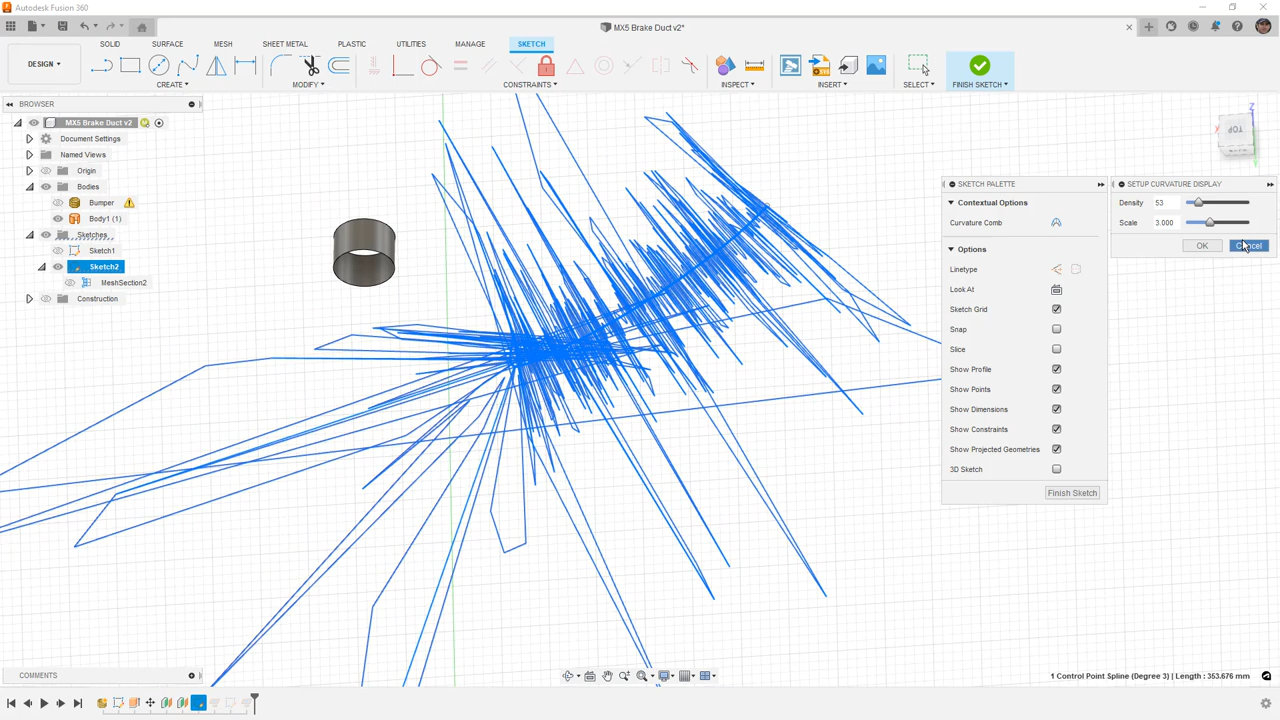 Autodesk Fusion 360
MX5 Brake Duct v2*
DESIGN
SOLID
SURFACE
MESH
SHEET METAL
PLASTIC
UTILITIES
MANAGE
SKETCH
CREATE
MODIFY
CONSTRAINTS
INSPECT
INSERT
SELECT
FINISH SKETCH
BROWSER
MX5 Brake Duct v2
Document Settings
Named Views
Origin
Bodies
Bumper
Body1 (1)
Sketches
Sketch1
Sketch2
MeshSection2
Construction
Z
X
Y
TOP
SKETCH PALETTE
Contextual Options
Curvature Comb
Options
Linetype
Look At
Sketch Grid
Snap
Slice
Show Profile
Show Points
Show Dimensions
Show Constraints
Show Projected Geometries
3D Sketch
Finish Sketch
SETUP CURVATURE DISPLAY
Density 53
Scale 3.000
OK
Cancel
COMMENTS
1 Control Point Spline (Degree 3) | Length : 353.676 mm